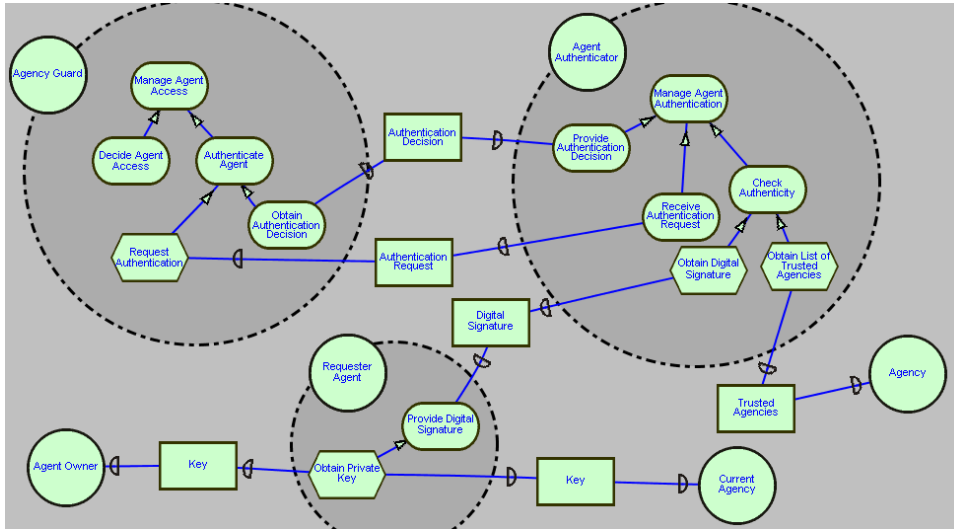 Agency Guard
Manage Agent
Access
Decide Agent
Access
Authenticate
Agent
Obtain
Authentication
Decision
Request
Authentication
Authentication
Decision
Authentication
Request
Agent
Authenticator
Manage Agent
Authentication
Provide
Authentication
Decision
Check
Authenticity
Receive
Authentication
Request
Obtain Digital
Signature
Obtain List of
Trusted
Agencies
Digital
Signature
Requester
Agent
Provide Digital
Signature
Obtain Private
Key
Trusted
Agencies
Agency
Agent Owner
Key
Key
Current
Agency